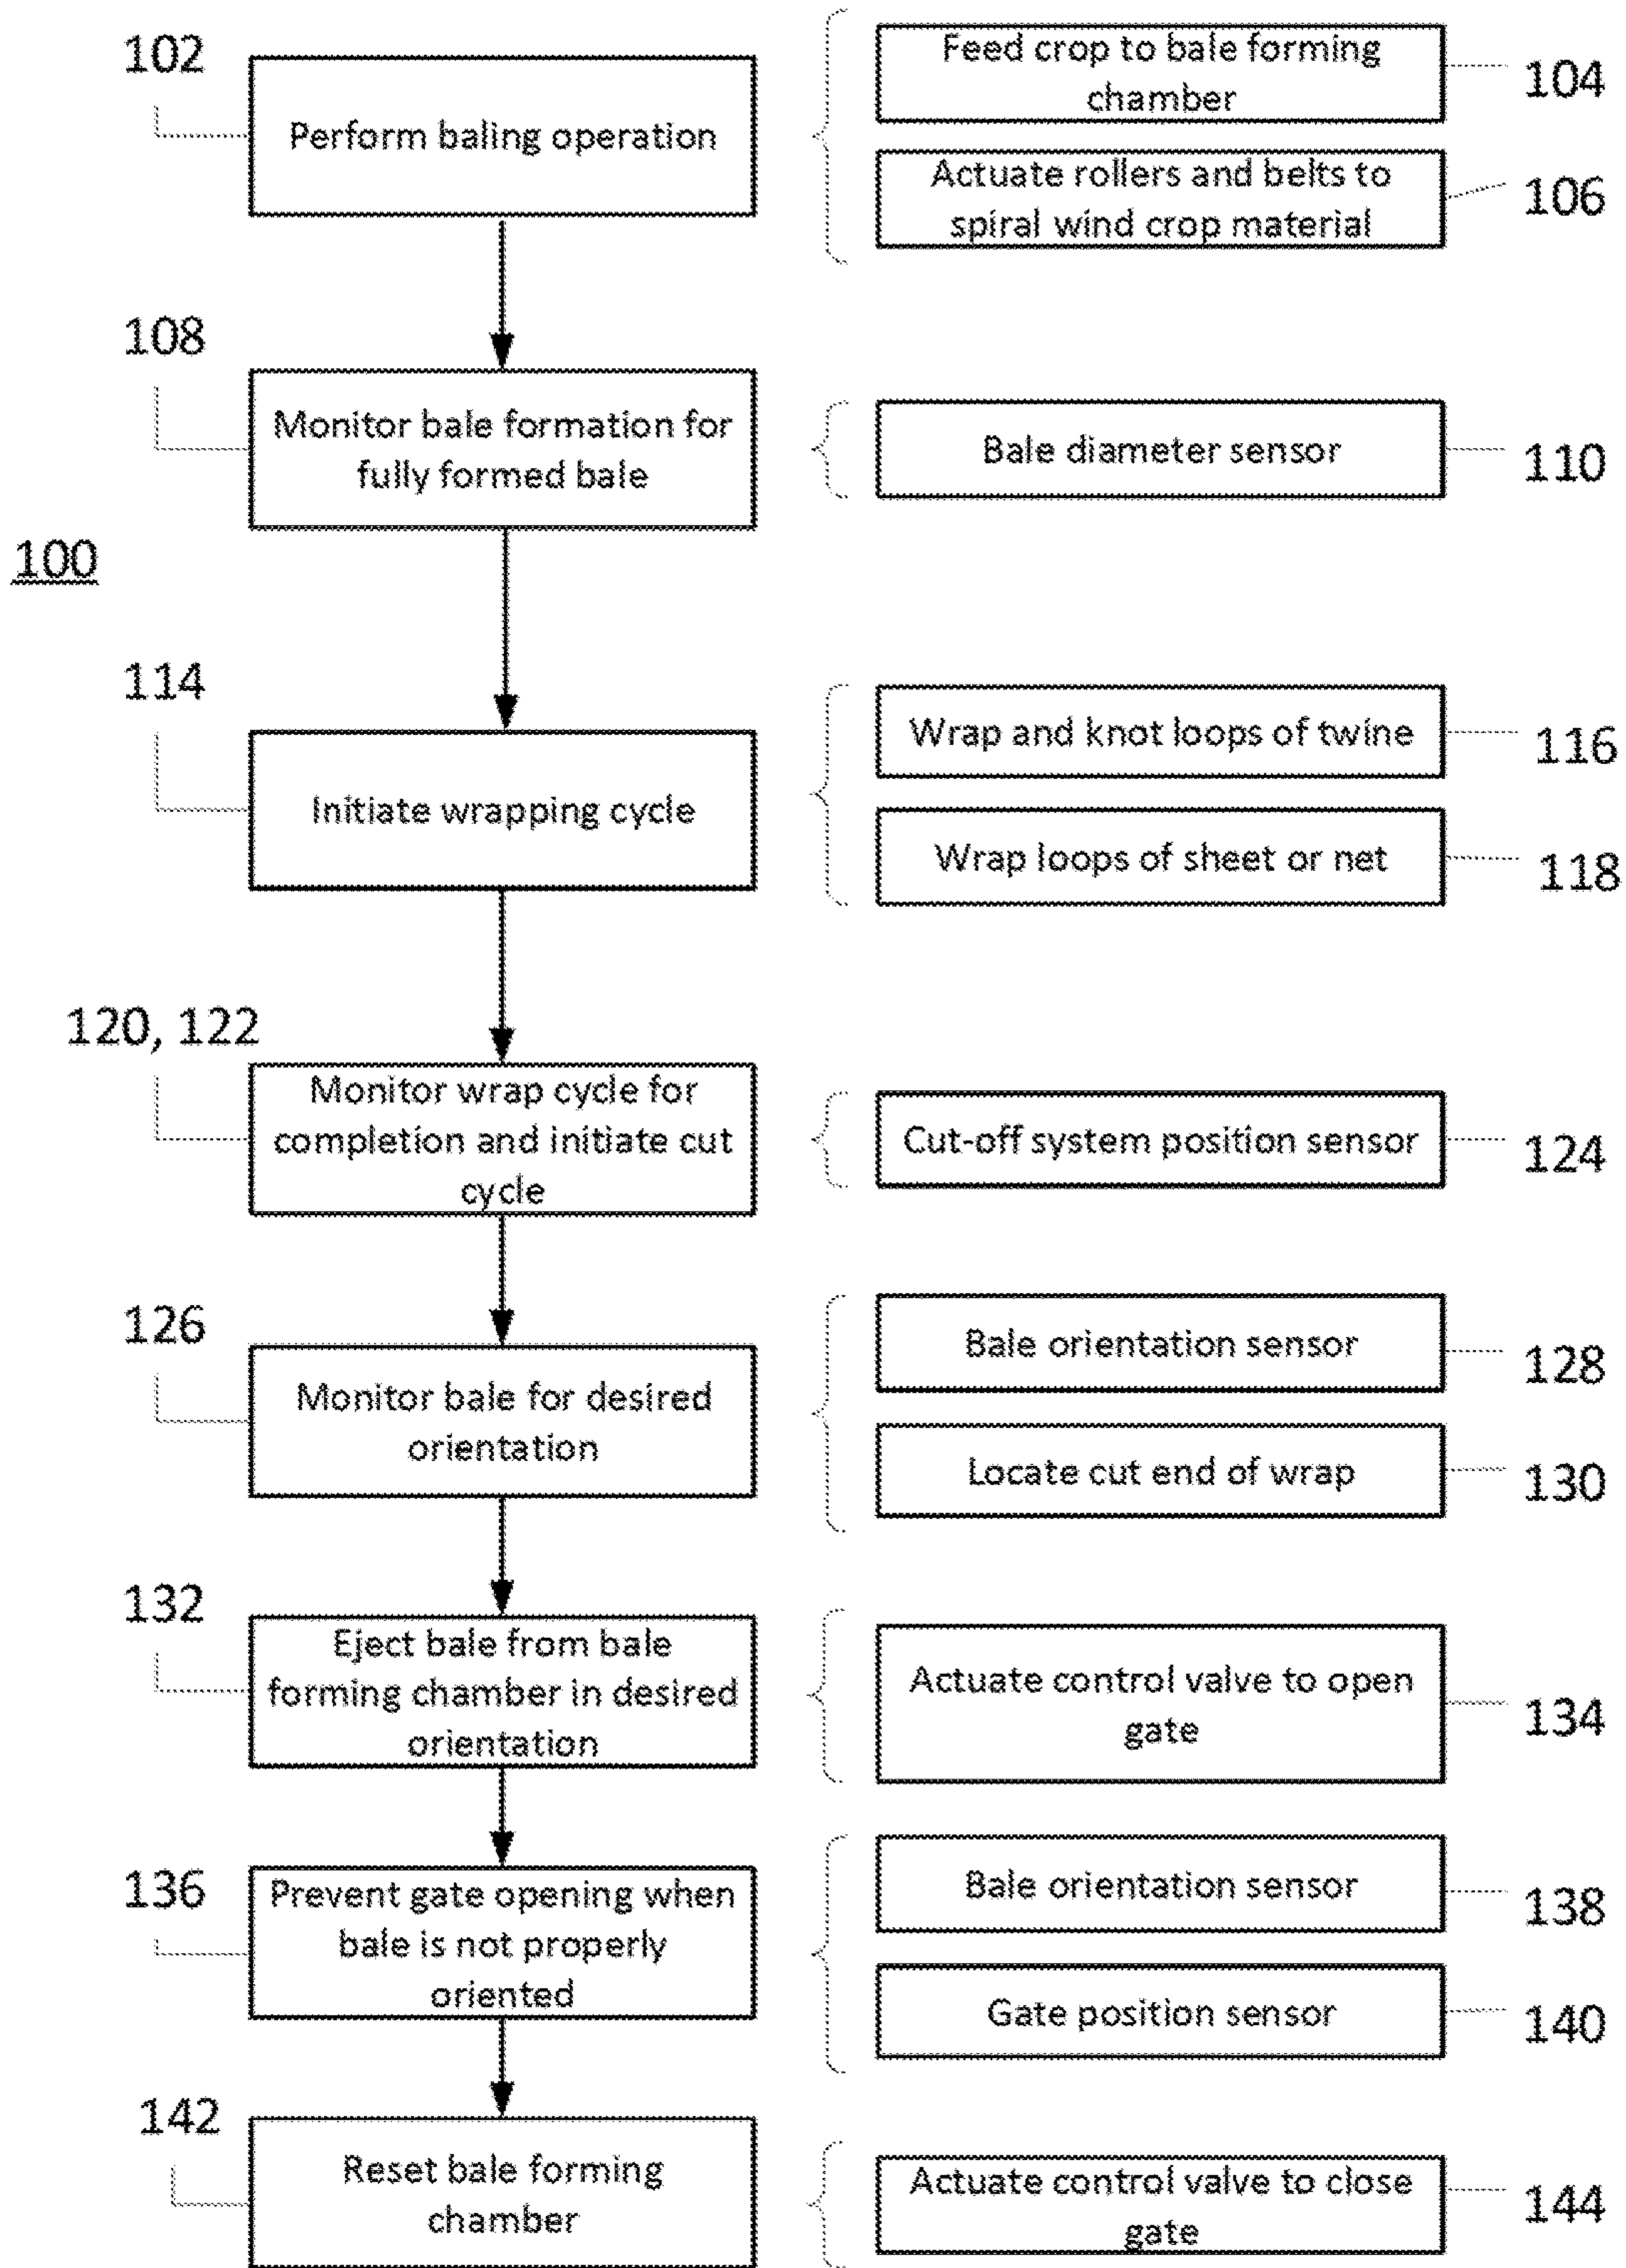 102
Perform baling operation
Feed crop to bale forming
chamber
104
Actuate rollers and belts to
spiral wind crop material
106
108
Monitor bale formation for
fully formed bale
Bale diameter sensor
110
100
114
Initiate wrapping cycle
Wrap and knot loops of twine
116
Wrap loops of sheet or net
118
120, 122
Monitor wrap cycle for
completion and initiate cut
cycle
Cut-off system position sensor
124
126
Monitor bale for desired
orientation
Bale orientation sensor
128
Locate cut end of wrap
130
132
Eject bale from bale
forming chamber in desired
orientation
Actuate control valve to open
gate
134
136
Prevent gate opening when
bale is not properly
oriented
Bale orientation sensor
138
Gate position sensor
140
142
Reset bale forming
chamber
Actuate control valve to close
gate
144